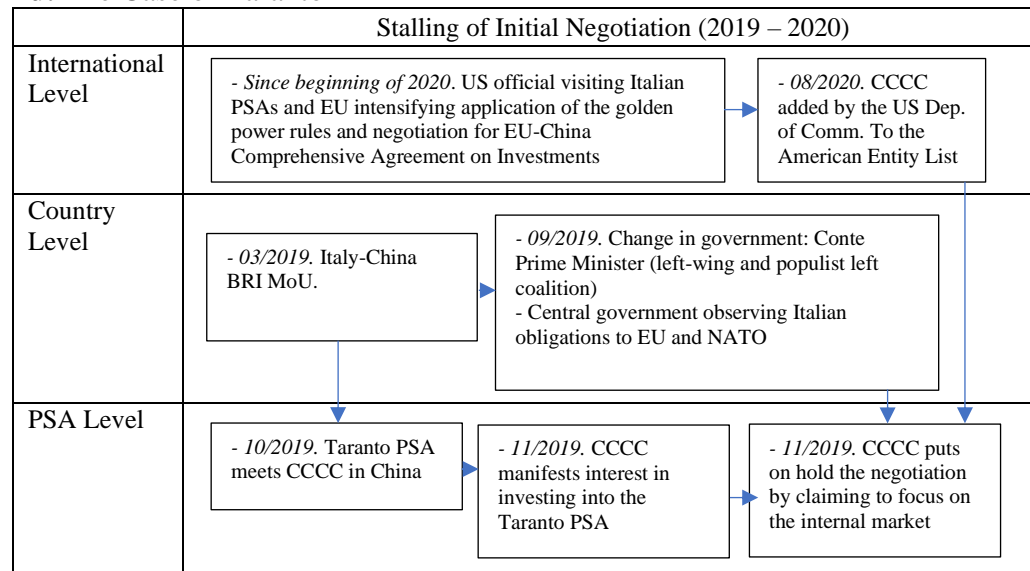 Stalling of Initial Negotiation (2019 – 2020)
International
Level
- Since beginning of 2020. US official visiting Italian
PSAs and EU intensifying application of the golden
power rules and negotiation for EU-China
Comprehensive Agreement on Investments
- 08/2020. CCCC
added by the US Dep.
of Comm. To the
American Entity List
Country
Level
- 03/2019. Italy-China
BRI MoU.
- 09/2019. Change in government: Conte
Prime Minister (left-wing and populist left
coalition)
- Central government observing Italian
obligations to EU and NATO
PSA Level
- 10/2019. Taranto PSA
meets CCCC in China
- 11/2019. CCCC
manifests interest in
investing into the
Taranto PSA
- 11/2019. CCCC puts
on hold the negotiation
by claiming to focus on
the internal market